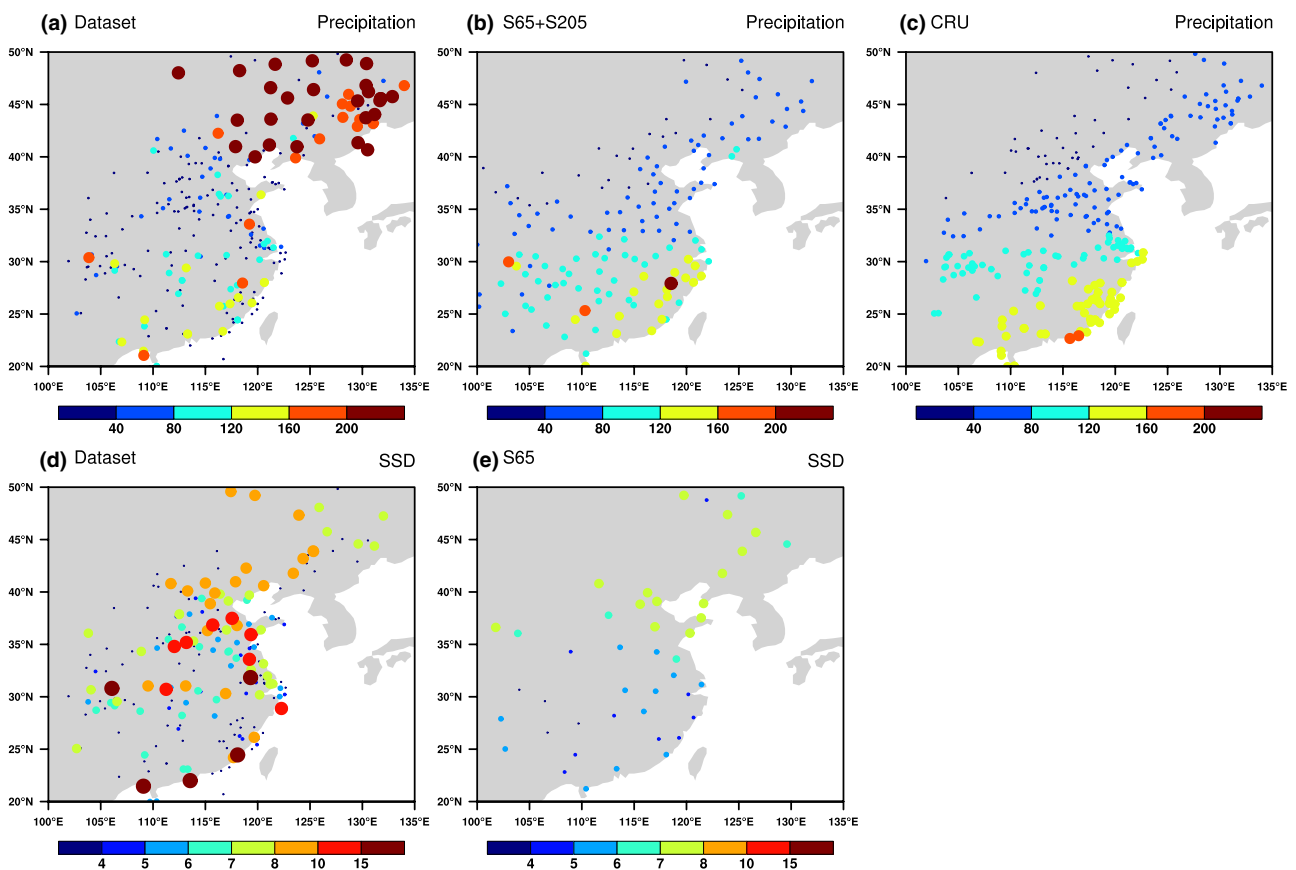 (a) Dataset Precipitation
50°N
45°N
40°N
35°N
30°N
25°N
20°N
100°E 105°E 110°E 115°E 120°E 125°E 130°E 135°E
40 80 120 160 200
(b) S65+S205 Precipitation
50°N
45°N
40°N
35°N
30°N
25°N
20°N
100°E 105°E 110°E 115°E 120°E 125°E 130°E 135°E
40 80 120 160 200
(c) CRU Precipitation
50°N
45°N
40°N
35°N
30°N
25°N
20°N
100°E 105°E 110°E 115°E 120°E 125°E 130°E 135°E
40 80 120 160 200
(d) Dataset SSD
50°N
45°N
40°N
35°N
30°N
25°N
20°N
100°E 105°E 110°E 115°E 120°E 125°E 130°E 135°E
4 5 6 7 8 10 15
(e) S65 SSD
50°N
45°N
40°N
35°N
30°N
25°N
20°N
100°E 105°E 110°E 115°E 120°E 125°E 130°E 135°E
4 5 6 7 8 10 15